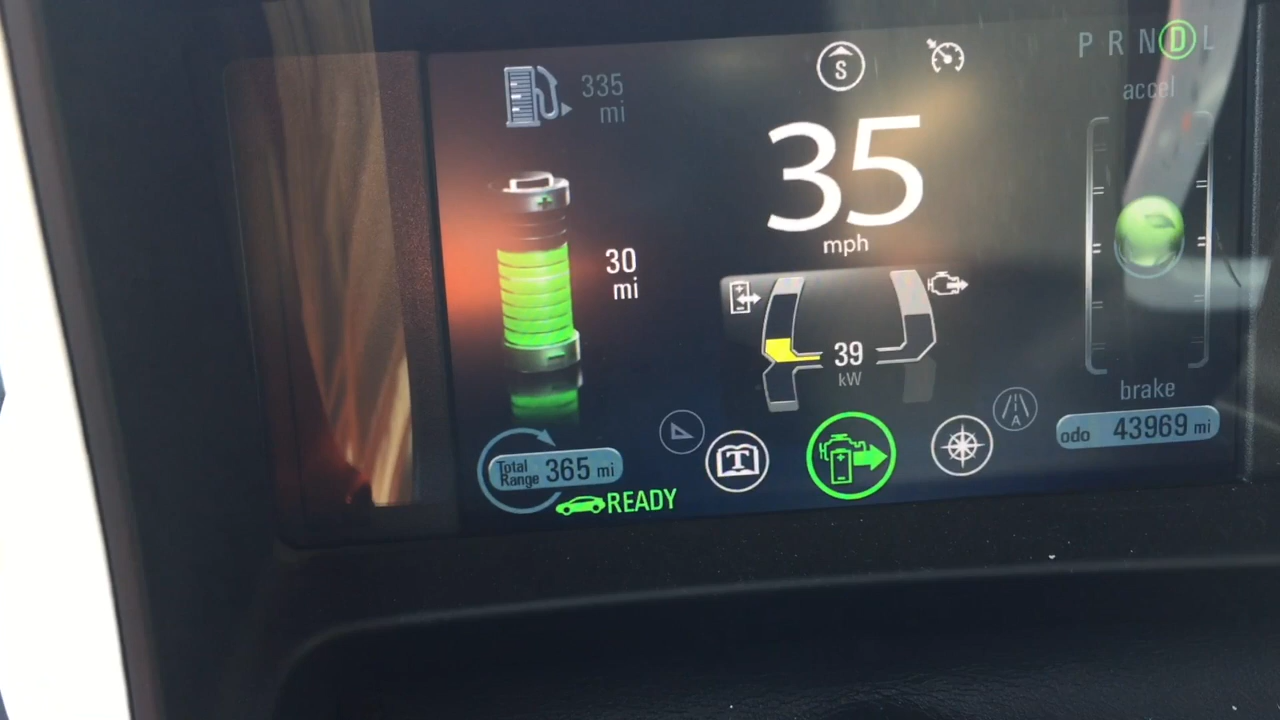 P R N D L
S
335
mi
accel
35
mph
30
mi
39
kW
brake
odo 43969 mi
T
A
Total
Range 365 mi
READY